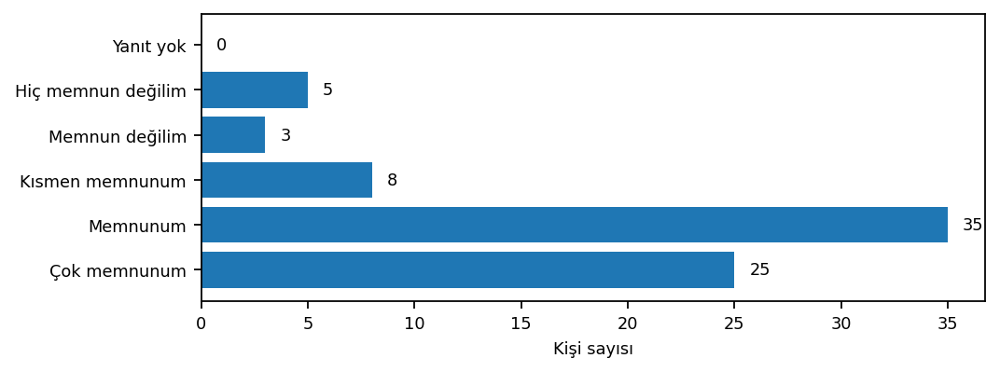 Yanıt yok 0
Hiç memnun değilim 5
Memnun değilim 3
Kısmen memnunum 8
Memnunum 35
Çok memnunum 25
0 5 10 15 20 25 30 35
Kişi sayısı